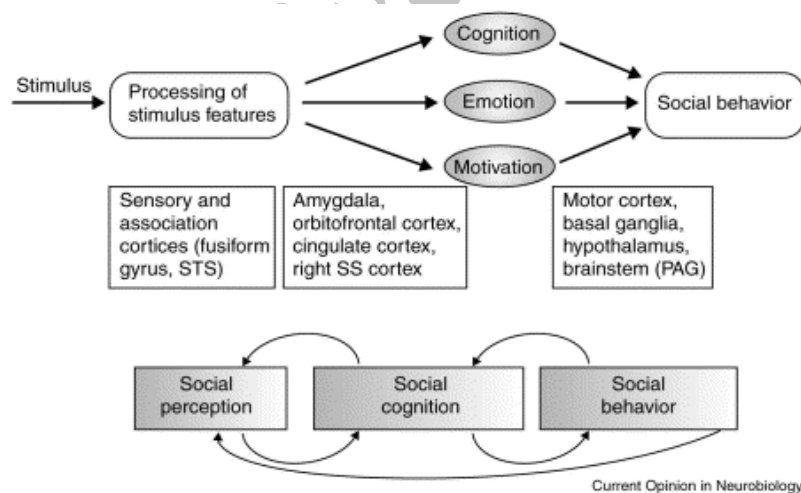 Cognition
Stimulus
Processing of
stimulus features
Emotion
Social behavior
Motivation
Sensory and
association
cortices (fusiform
gyrus, STS)
Amygdala,
orbitofrontal cortex,
cingulate cortex,
right SS cortex
Motor cortex,
basal ganglia,
hypothalamus,
brainstem (PAG)
Social
perception
Social
cognition
Social
behavior
Current Opinion in Neurobiology